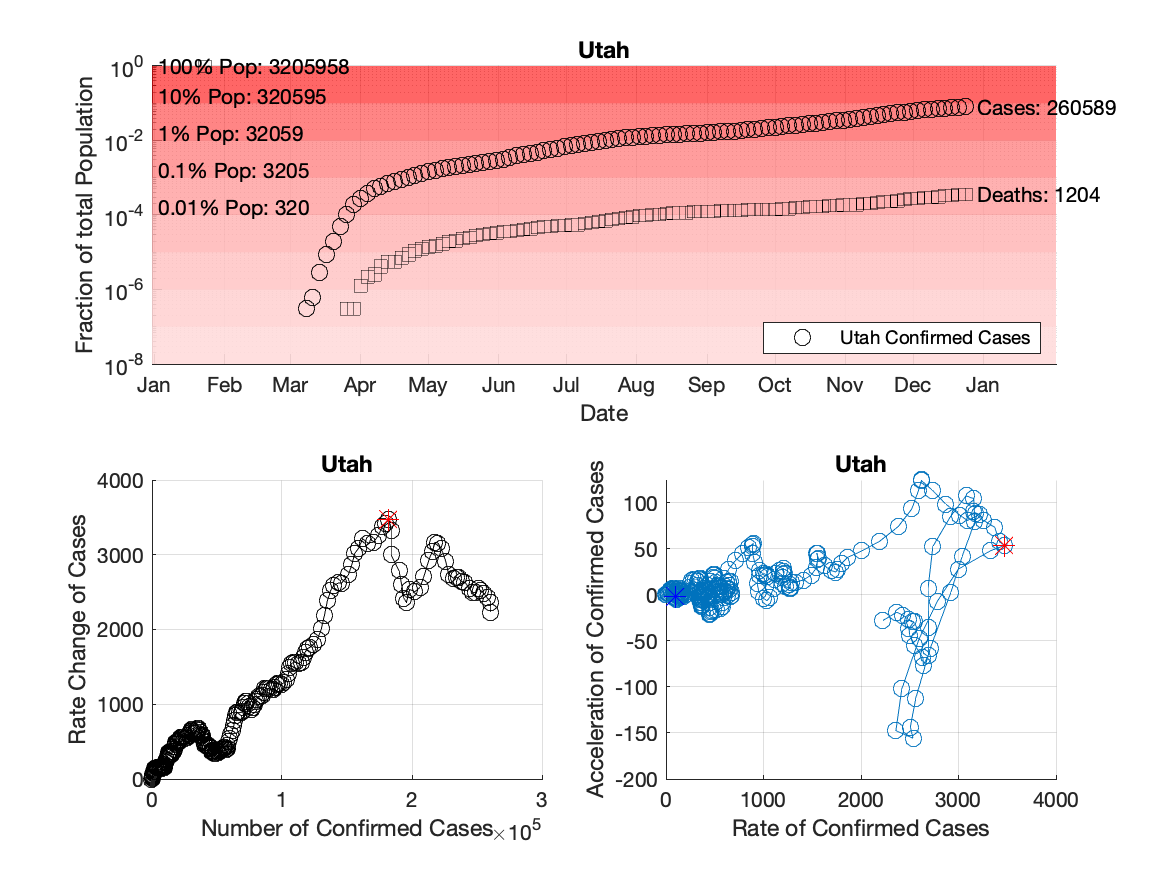 Utah
Fraction of total Population
10^0
10^-2
10^-4
10^-6
10^-8
100% Pop: 3205958
10% Pop: 320595
1% Pop: 32059
0.1% Pop: 3205
0.01% Pop: 320
Cases: 260589
Deaths: 1204
Utah Confirmed Cases
Jan Feb Mar Apr May Jun Jul Aug Sep Oct Nov Dec Jan
Date
Utah
Rate Change of Cases
4000
3000
2000
1000
0
0 1 2 3
Number of Confirmed Cases ×10^5
Utah
Acceleration of Confirmed Cases
100
50
0
-50
-100
-150
-200
0 1000 2000 3000 4000
Rate of Confirmed Cases